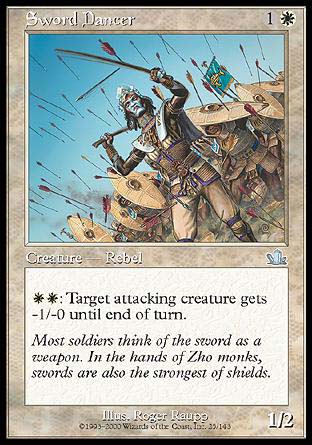 Sword Dancer 1
Creature — Rebel
: Target attacking creature gets
-1/-0 until end of turn.
Most soldiers think of the sword as a
weapon. In the hands of Zho monks,
swords are also the strongest of shields.
Illus. Roger Raupp
©1993-2000 Wizards of the Coast, Inc. 25/143
1/2